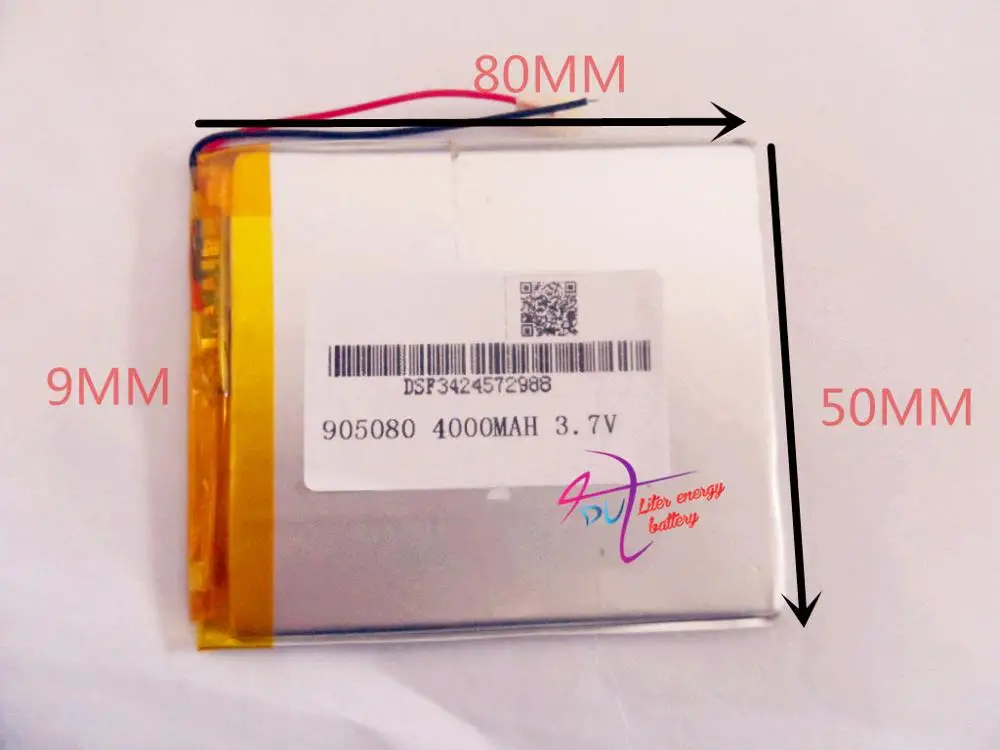 80MM
9MM
50MM
DSF3424572988
905080 4000MAH 3.7V
Liter energy
battery